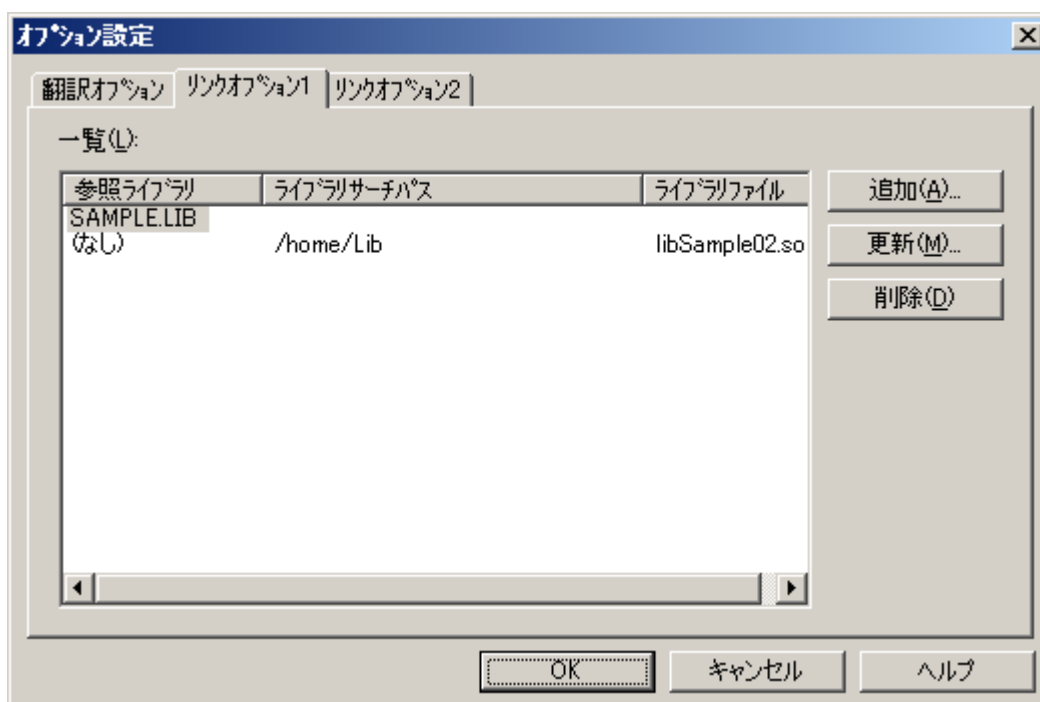 オプション設定
翻訳オプション リンクオプション1 リンクオプション2
一覧(L):
参照ライブラリ ライブラリサーチパス ライブラリファイル
SAMPLE.LIB
(なし) /home/Lib libSample02.so
追加(A)...
更新(M)...
削除(D)
OK キャンセル ヘルプ